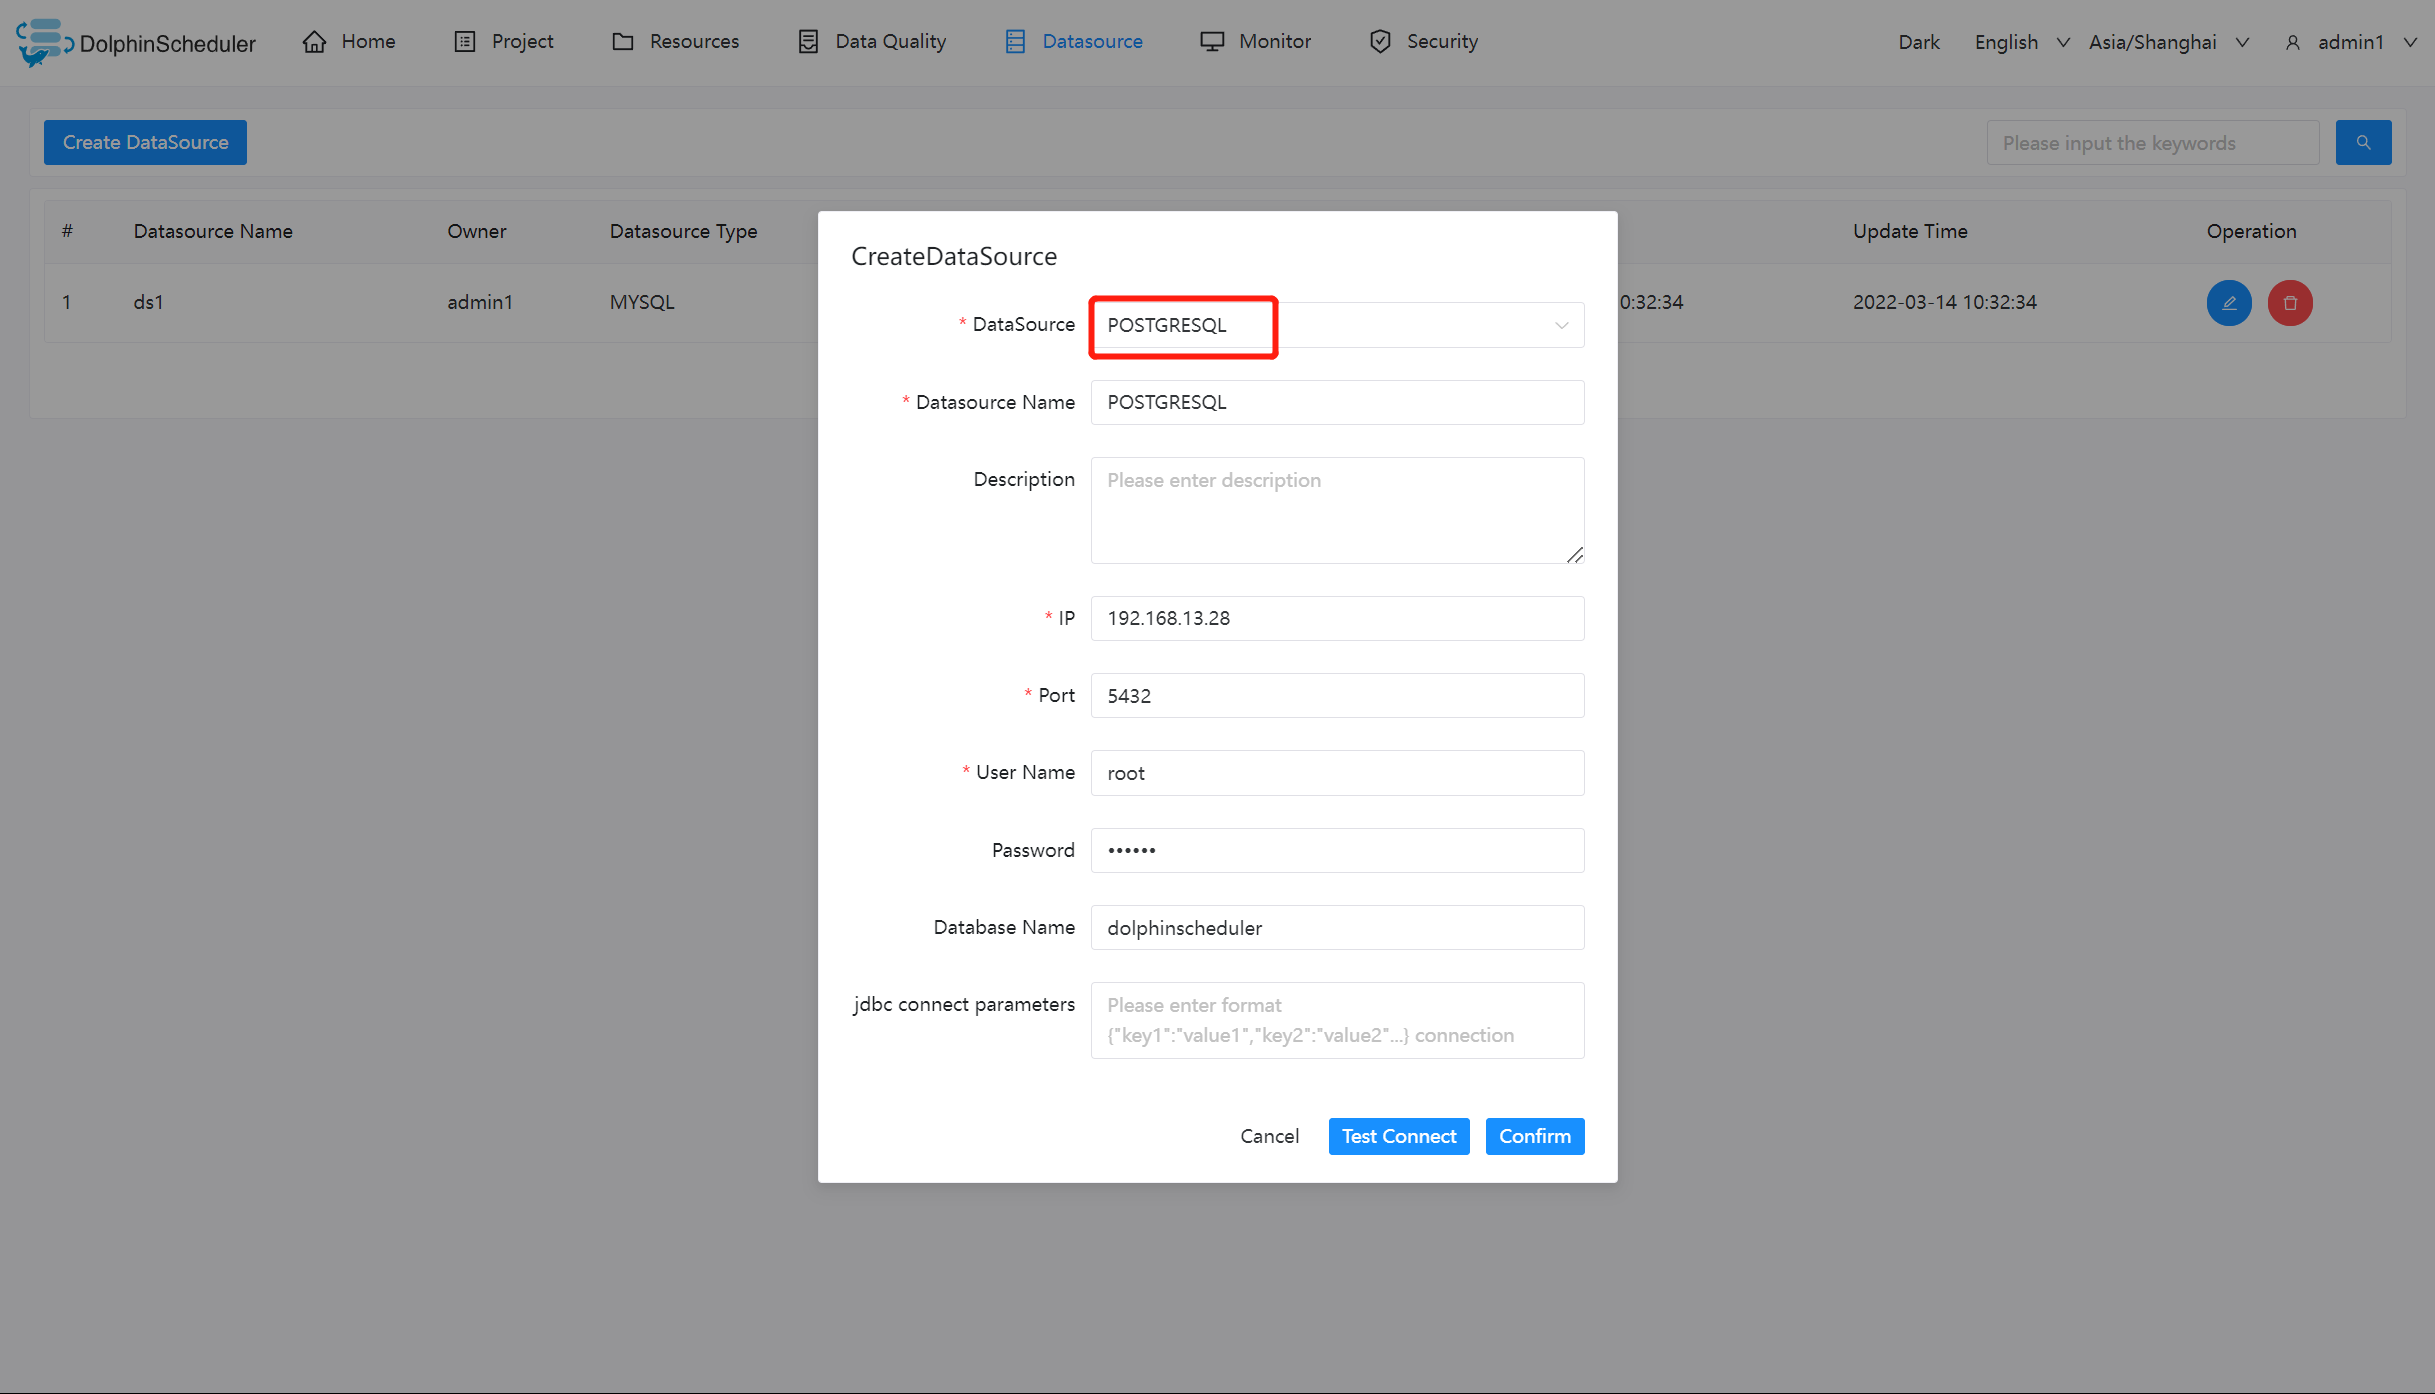 DolphinScheduler Home Project Resources Data Quality Datasource Monitor Security Dark English Asia/Shanghai admin1
Create DataSource Please input the keywords
# Datasource Name Owner Datasource Type Update Time Operation
1 ds1 admin1 MYSQL 0:32:34 2022-03-14 10:32:34
CreateDataSource
* DataSource POSTGRESQL
* Datasource Name POSTGRESQL
Description Please enter description
* IP 192.168.13.28
* Port 5432
* User Name root
Password ••••••
Database Name dolphinscheduler
jdbc connect parameters Please enter format
{"key1":"value1","key2":"value2"...} connection
Cancel Test Connect Confirm